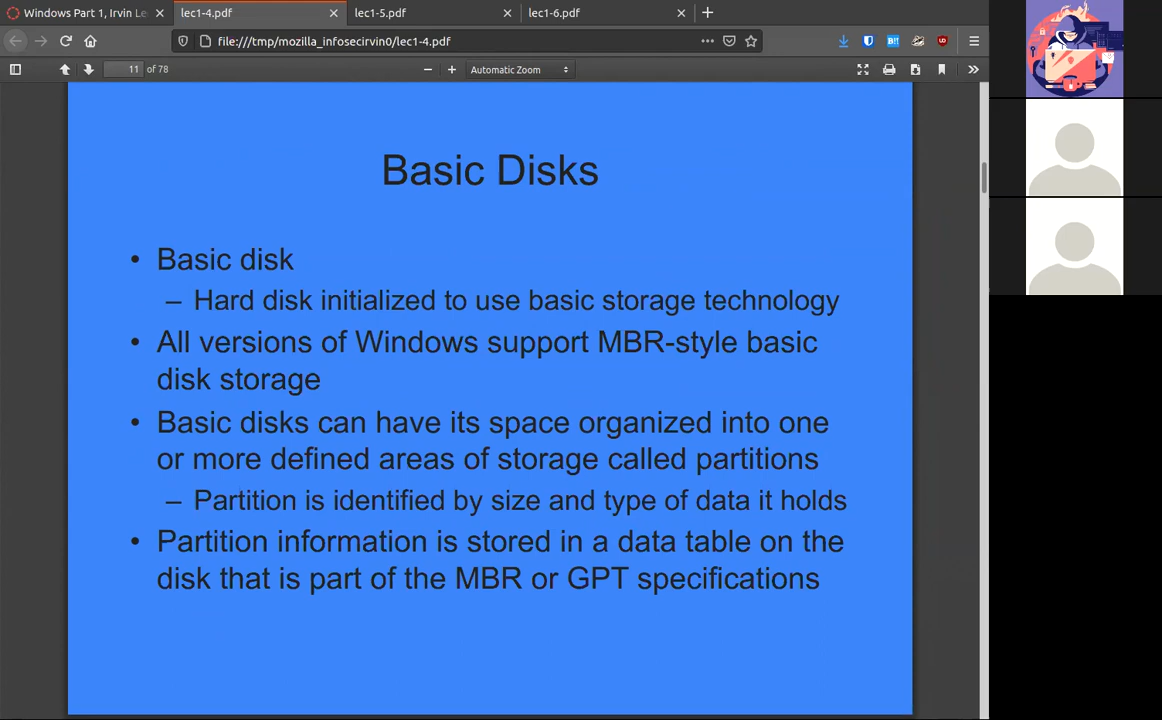 Windows Part 1, Irvin Le
lec1-4.pdf
lec1-5.pdf
lec1-6.pdf
file:///tmp/mozilla_infosecirvin0/lec1-4.pdf
11 of 78
Automatic Zoom
Basic Disks
• Basic disk
– Hard disk initialized to use basic storage technology
• All versions of Windows support MBR-style basic
disk storage
• Basic disks can have its space organized into one
or more defined areas of storage called partitions
– Partition is identified by size and type of data it holds
• Partition information is stored in a data table on the
disk that is part of the MBR or GPT specifications